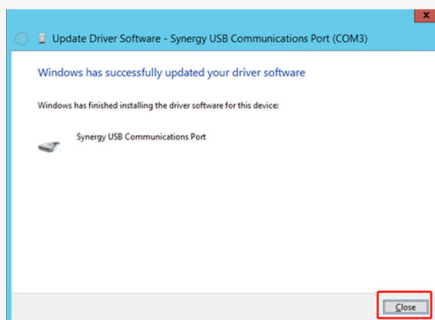 x
Update Driver Software - Synergy USB Communications Port (COM3)
Windows has successfully updated your driver software
Windows has finished installing the driver software for this device:
Synergy USB Communications Port
Close